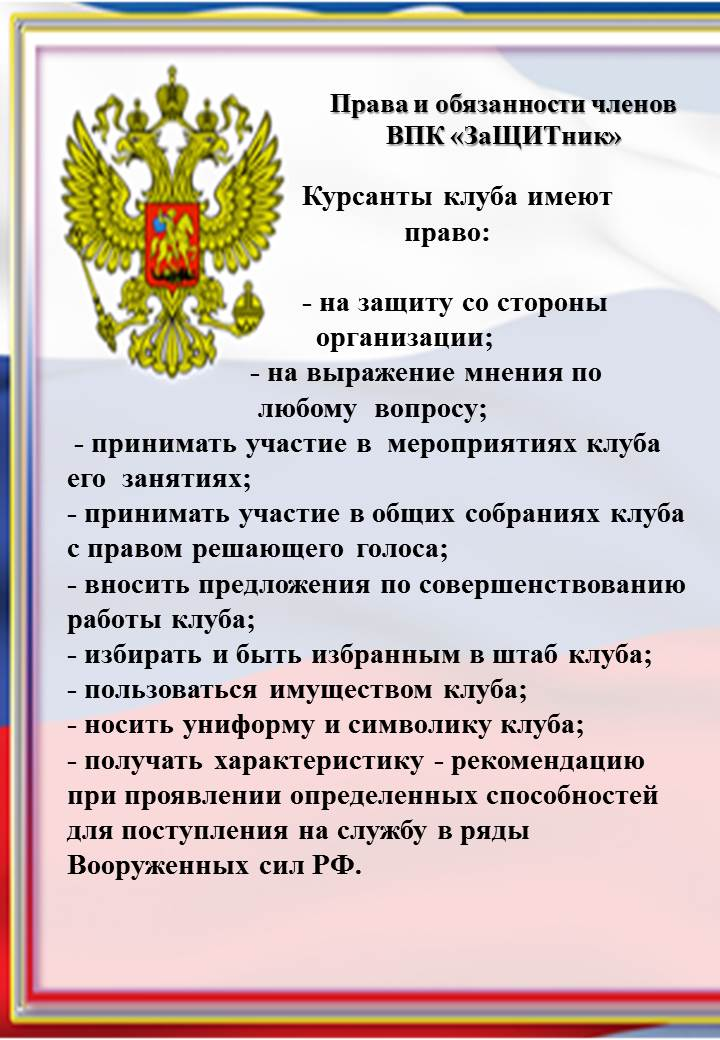 Права и обязанности членов
ВПК «ЗаЩИТник»
Курсанты клуба имеют
право:
- на защиту со стороны
организации;
- на выражение мнения по
любому вопросу;
- принимать участие в мероприятиях клуба
его занятиях;
- принимать участие в общих собраниях клуба
с правом решающего голоса;
- вносить предложения по совершенствованию
работы клуба;
- избирать и быть избранным в штаб клуба;
- пользоваться имуществом клуба;
- носить униформу и символику клуба;
- получать характеристику - рекомендацию
при проявлении определенных способностей
для поступления на службу в ряды
Вооруженных сил РФ.